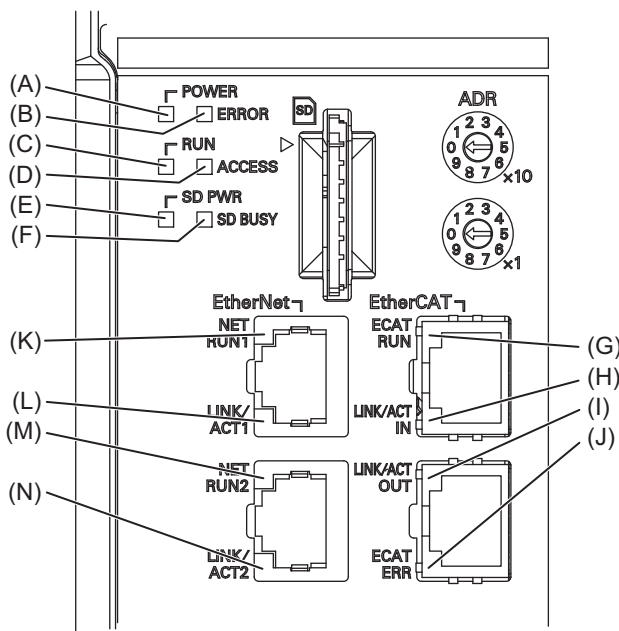 (A)
POWER
(B)
ERROR
SD
ADR
(C)
RUN
(D)
ACCESS
0 1 2 3 4 5 6 7 8 9
×10
(E)
SD PWR
(F)
SD BUSY
0 1 2 3 4 5 6 7 8 9
×1
EtherNet
EtherCAT
(K)
NET
RUN1
ECAT
RUN
(G)
(L)
LINK/
ACT1
LINK/ACT
IN
(H)
(M)
NET
RUN2
LINK/ACT
OUT
(I)
(N)
LINK/
ACT2
ECAT
ERR
(J)